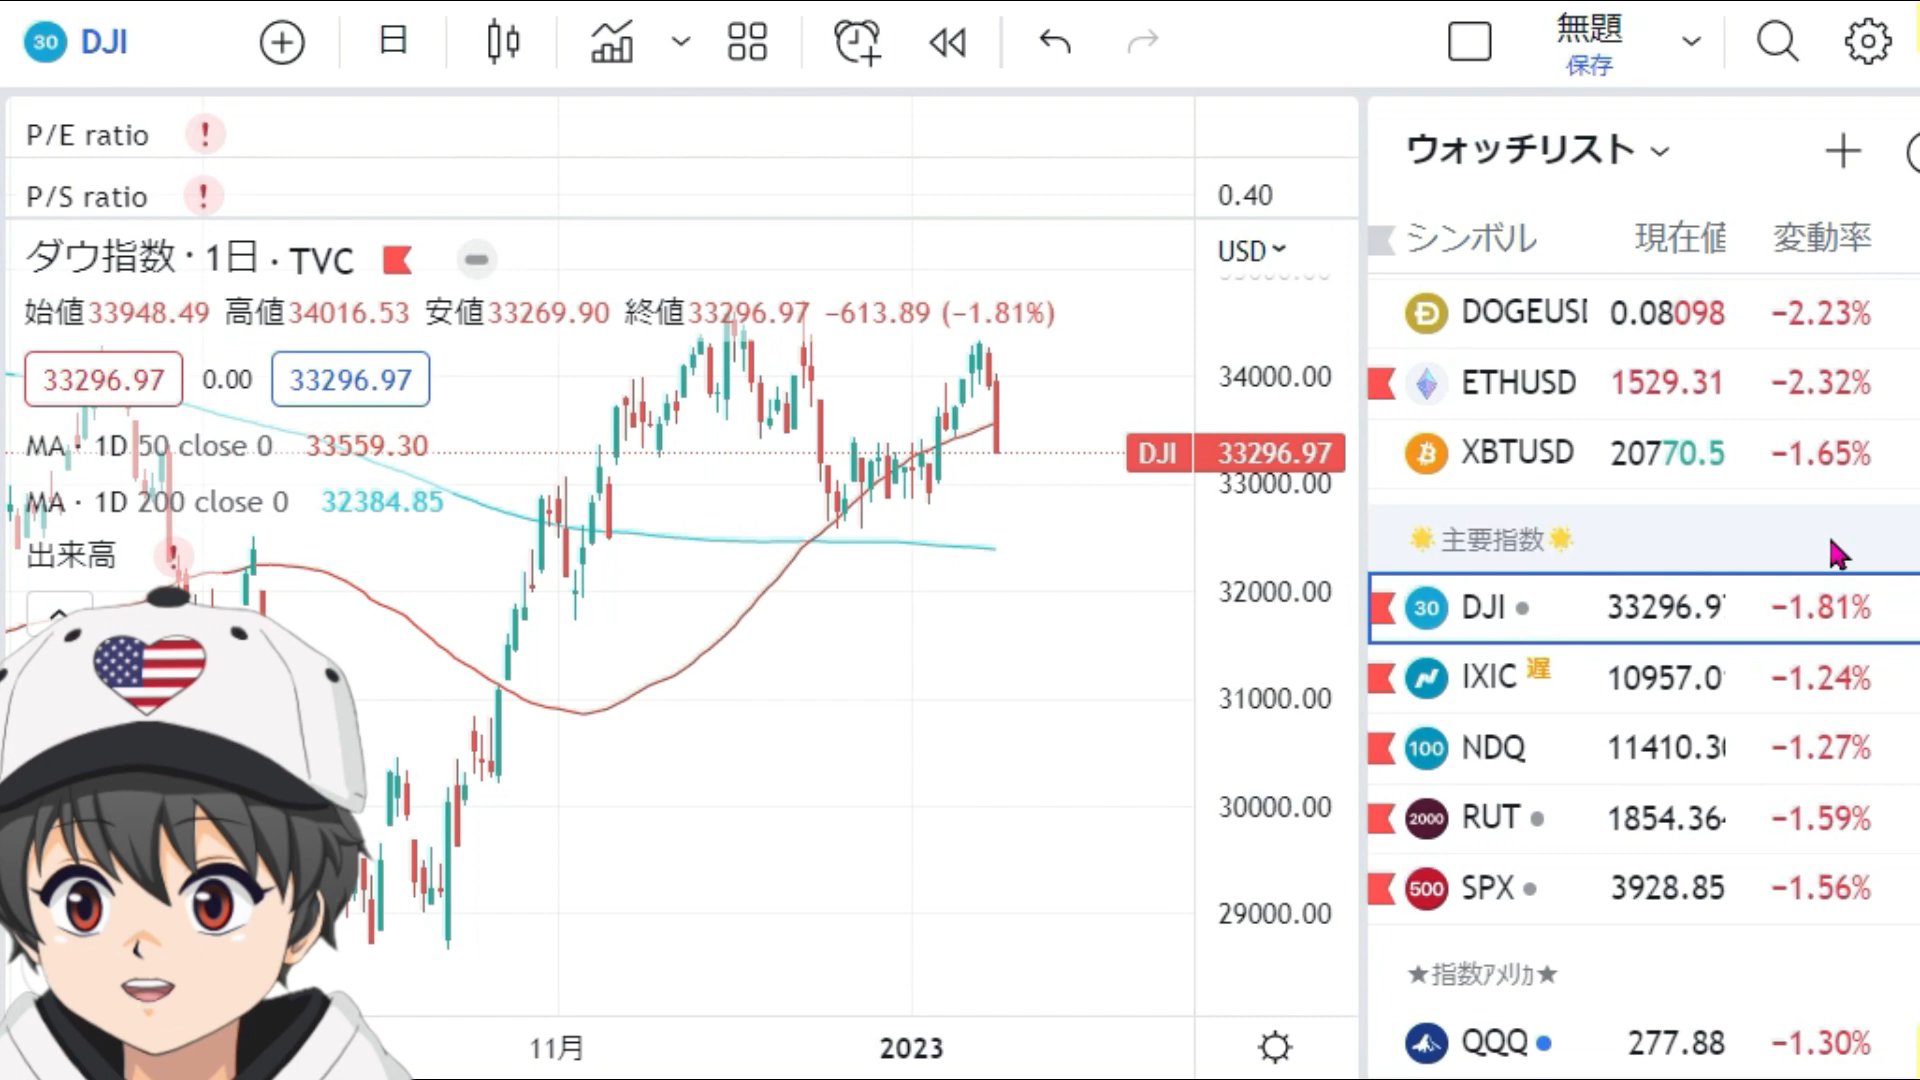 30 DJI 日 無題
保存
P/E ratio !
P/S ratio ! 0.40
ダウ指数・1日・TVC USD
始値33948.49 高値34016.53 安値33269.90 終値33296.97 −613.89 (−1.81%)
33296.97 0.00 33296.97
MA・1D 50 close 0 33559.30
MA・1D 200 close 0 32384.85
出来高 !
34000.00
DJI 33296.97
33000.00
32000.00
31000.00
30000.00
29000.00
11月 2023
ウォッチリスト
シンボル 現在値 変動率
DOGEUSD 0.08098 −2.23%
ETHUSD 1529.31 −2.32%
XBTUSD 20770.5 −1.65%
主要指数
30 DJI 33296.97 −1.81%
IXIC 遅 10957.0 −1.24%
100 NDQ 11410.3 −1.27%
2000 RUT 1854.36 −1.59%
500 SPX 3928.85 −1.56%
★指数ｱﾒﾘｶ★
QQQ 277.88 −1.30%